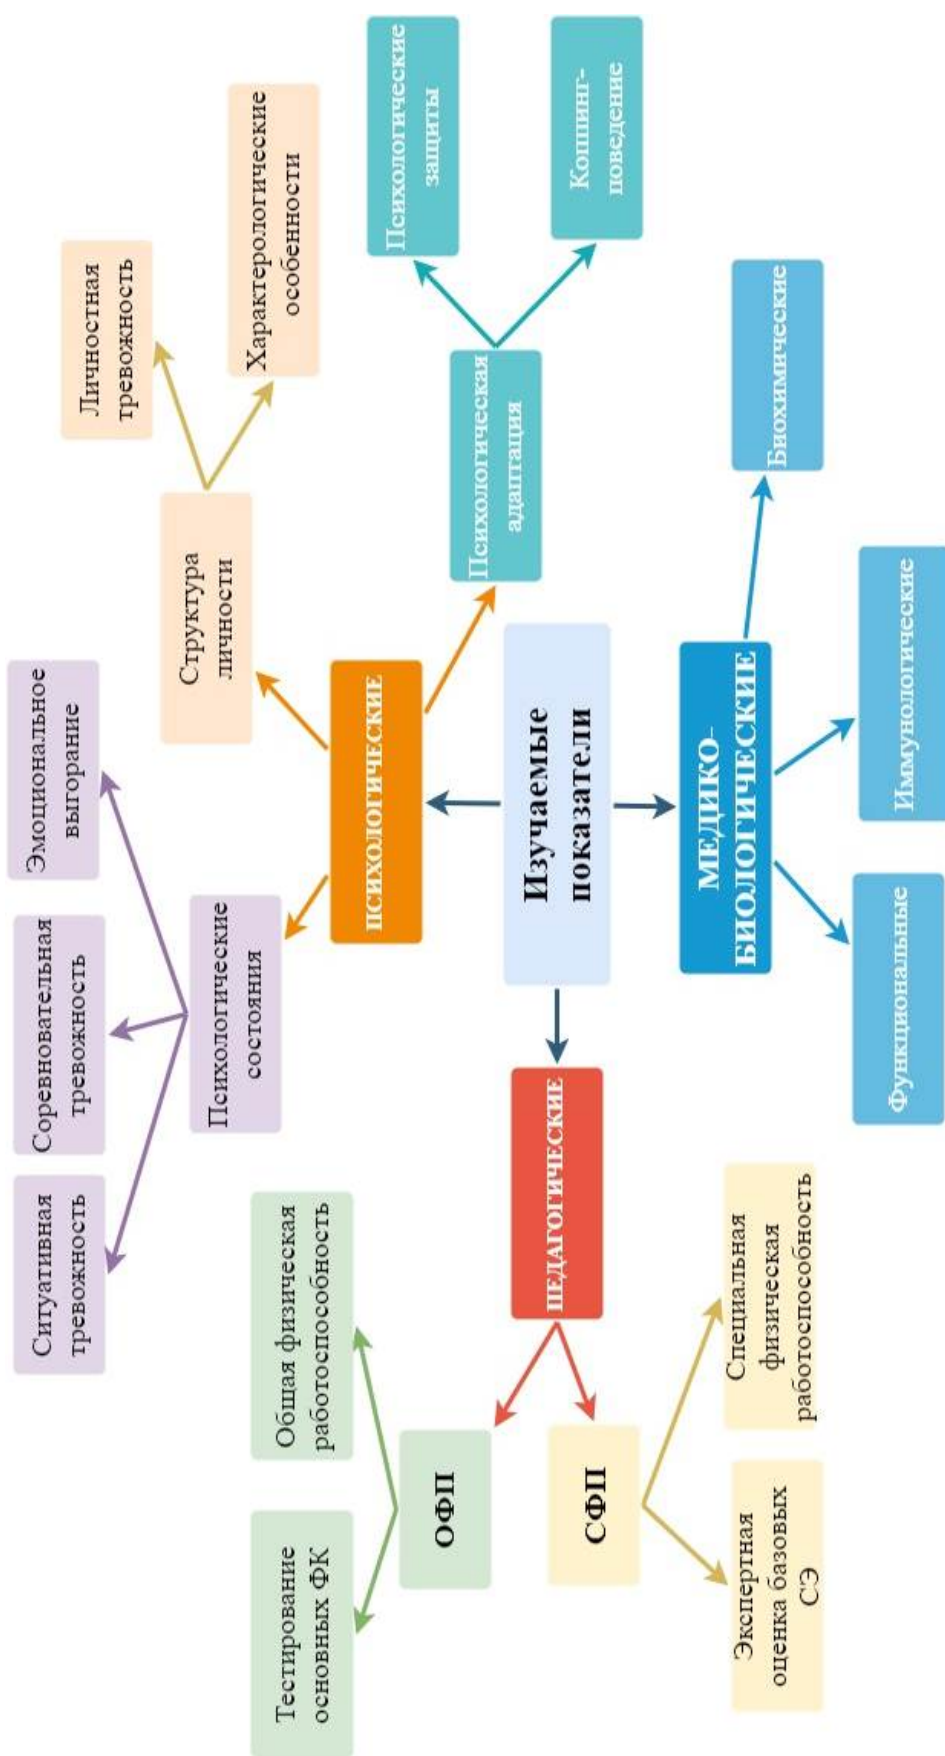 Ситуативная
тревожность
Соревновательная
тревожность
Эмоциональное
выгорание
Личностная
тревожность
Психологические
состояния
Структура
личности
Характерологические
особенности
Тестирование
основных ФК
Общая физическая
работоспособность
ПСИХОЛОГИЧЕСКИЕ
Психологические
защиты
ОФП
Психологическая
адаптация
Изучаемые
показатели
ПЕДАГОГИЧЕСКИЕ
СФП
Коппинг-
поведение
МЕДИКО-
БИОЛОГИЧЕСКИЕ
Экспертная
оценка базовых
СЭ
Специальная
физическая
работоспособность
Биохимические
Функциональные
Иммунологические